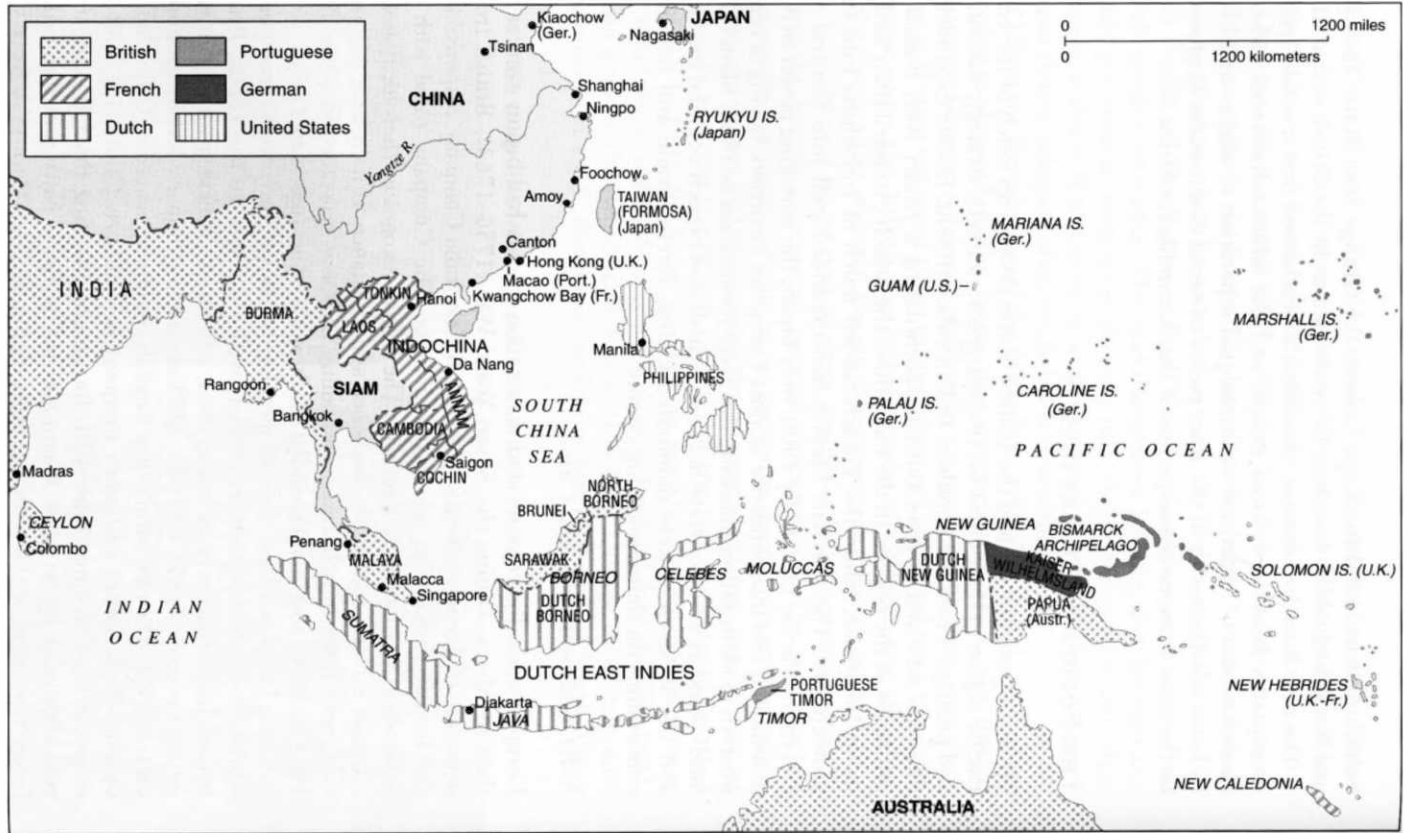 British
French
Dutch
Portuguese
German
United States
0
1200 miles
0
1200 kilometers
Kiaochow
(Ger.)
Tsinan
JAPAN
Nagasaki
CHINA
Shanghai
Ningpo
RYUKYU IS.
(Japan)
Yangtze R.
Foochow
Amoy
TAIWAN
(FORMOSA)
(Japan)
Canton
Hong Kong (U.K.)
Macao (Port.)
Kwangchow Bay (Fr.)
MARIANA IS.
(Ger.)
GUAM (U.S.)
MARSHALL IS.
(Ger.)
INDIA
BURMA
TONKIN
Hanoi
LAOS
INDOCHINA
Da Nang
Rangoon
SIAM
Bangkok
ANNAM
CAMBODIA
Saigon
COCHIN
Manila
PHILIPPINES
SOUTH
CHINA
SEA
PALAU IS.
(Ger.)
CAROLINE IS.
(Ger.)
PACIFIC OCEAN
Madras
CEYLON
Colombo
Penang
MALAYA
Malacca
Singapore
BRUNEI
NORTH
BORNEO
SARAWAK
BORNEO
DUTCH
BORNEO
CELEBES
MOLUCCAS
NEW GUINEA
DUTCH
NEW GUINEA
BISMARCK
ARCHIPELAGO
KAISER
WILHELMSLAND
PAPUA
(Austr.)
SOLOMON IS. (U.K.)
INDIAN
OCEAN
SUMATRA
DUTCH EAST INDIES
Djakarta
JAVA
PORTUGUESE
TIMOR
TIMOR
NEW HEBRIDES
(U.K.-Fr.)
NEW CALEDONIA
AUSTRALIA